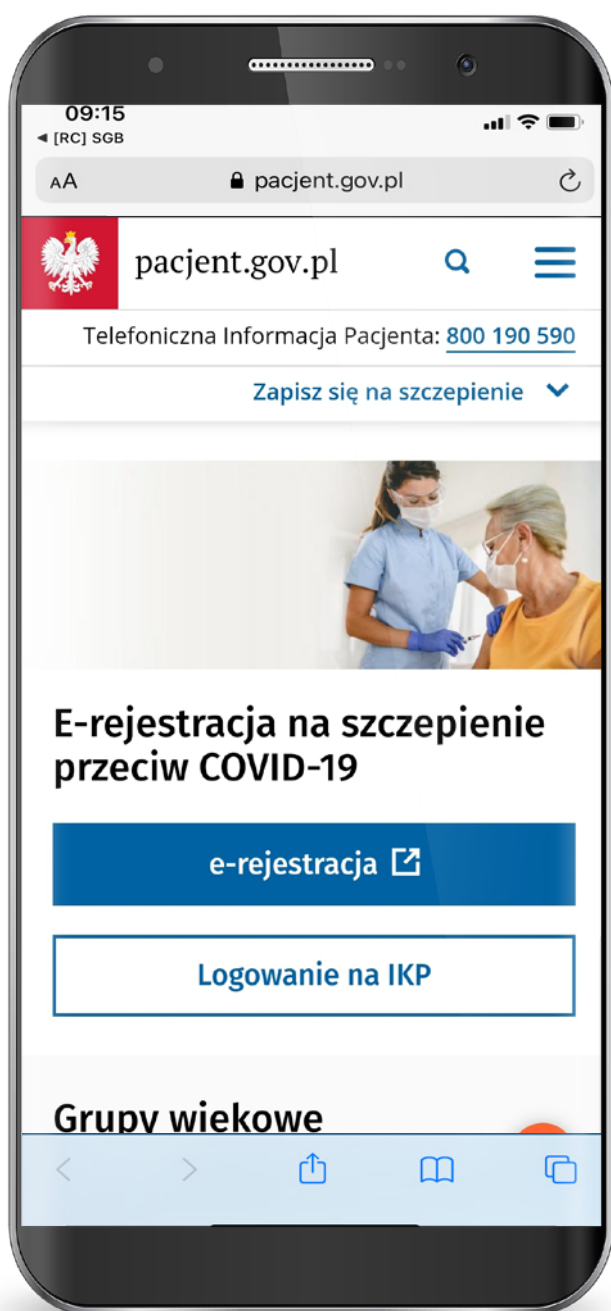 09:15
◀ [RC] SGB
AA pacjent.gov.pl
pacjent.gov.pl
Telefoniczna Informacja Pacjenta: 800 190 590
Zapisz się na szczepienie
E-rejestracja na szczepienie
przeciw COVID-19
e-rejestracja
Logowanie na IKP
Grupy wiekowe